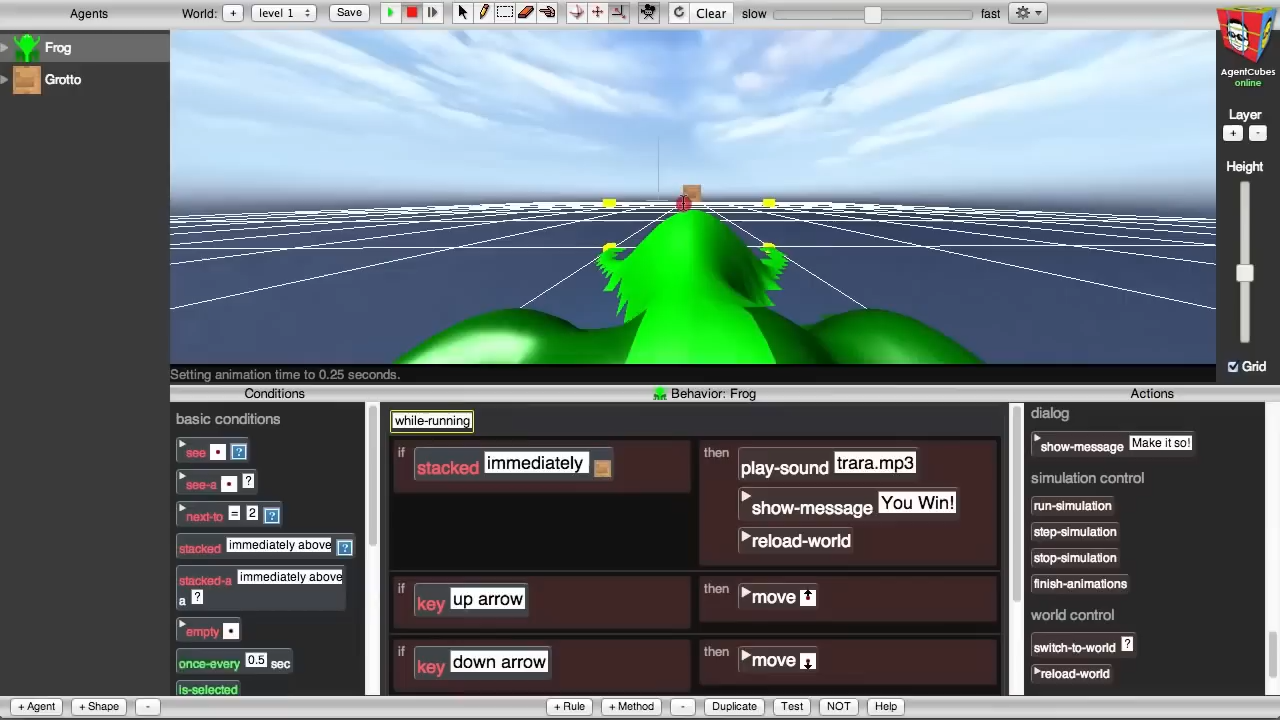 Agents
World: + level 1 Save Clear slow fast
Frog
Grotto
AgentCubes
online
Layer
+ -
Height
Grid
Setting animation time to 0.25 seconds.
Conditions
Behavior: Frog
Actions
basic conditions
see ?
see-a ?
next-to = 2 ?
stacked immediately above ?
stacked-a immediately above
a ?
empty
once-every 0.5 sec
is-selected
while-running
if stacked immediately
then play-sound trara.mp3
show-message You Win!
reload-world
if key up arrow
then move
if key down arrow
then move
dialog
show-message Make it so!
simulation control
run-simulation
step-simulation
stop-simulation
finish-animations
world control
switch-to-world ?
reload-world
+ Agent + Shape -
+ Rule + Method - Duplicate Test NOT Help